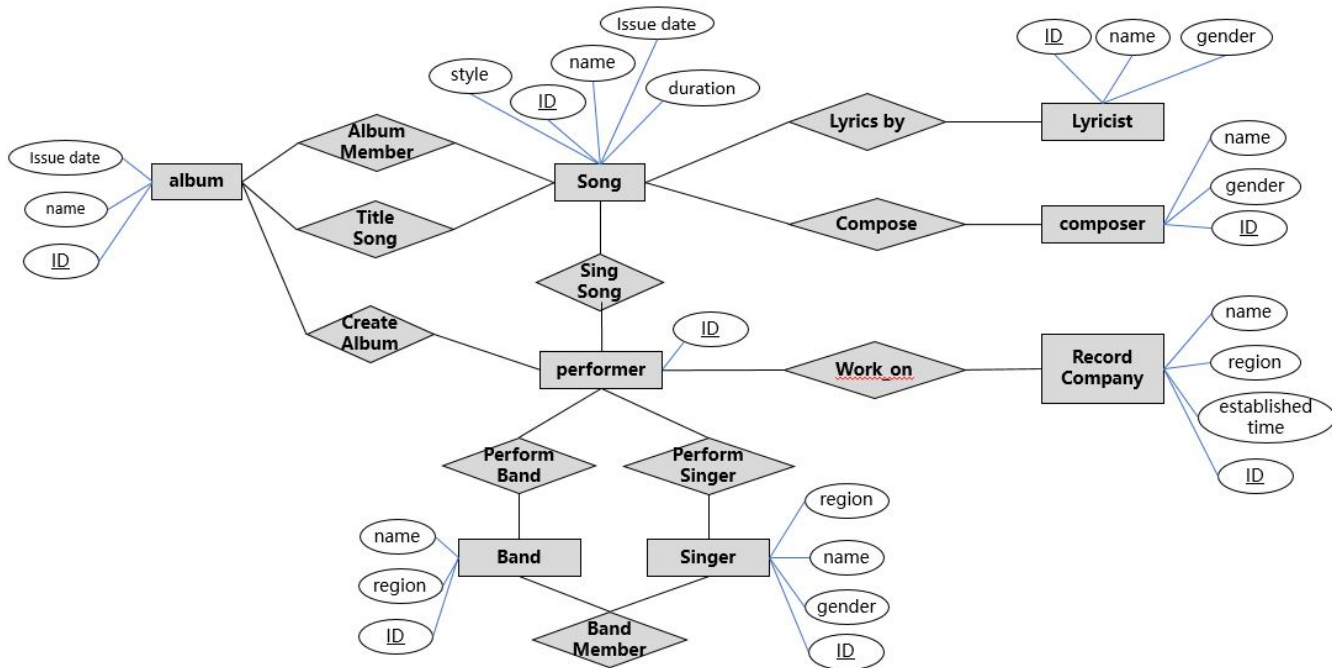 Issue date
name
style
ID
duration
ID
name
gender
Album
Member
Lyrics by
Lyricist
Issue date
album
Song
name
name
Title
Song
Compose
composer
gender
ID
ID
Sing
Song
Create
Album
ID
performer
Work_on
Record
Company
name
region
established
time
ID
Perform
Band
Perform
Singer
region
name
Band
Singer
name
region
gender
ID
Band
Member
ID